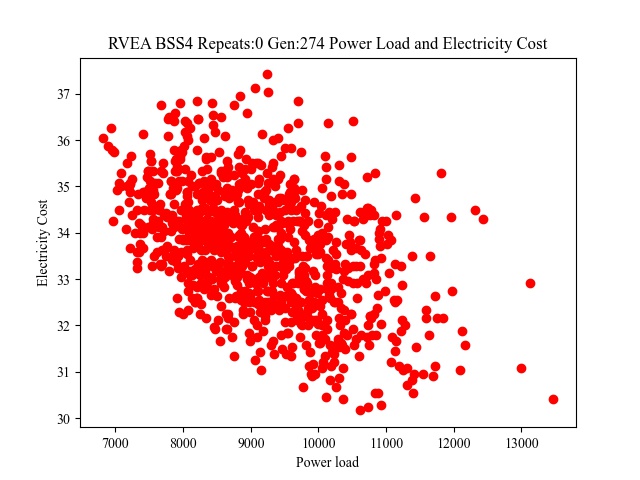 RVEA BSS4 Repeats:0 Gen:274 Power Load and Electricity Cost
37
36
35
34
33
32
31
30
Electricity Cost
7000 8000 9000 10000 11000 12000 13000
Power load